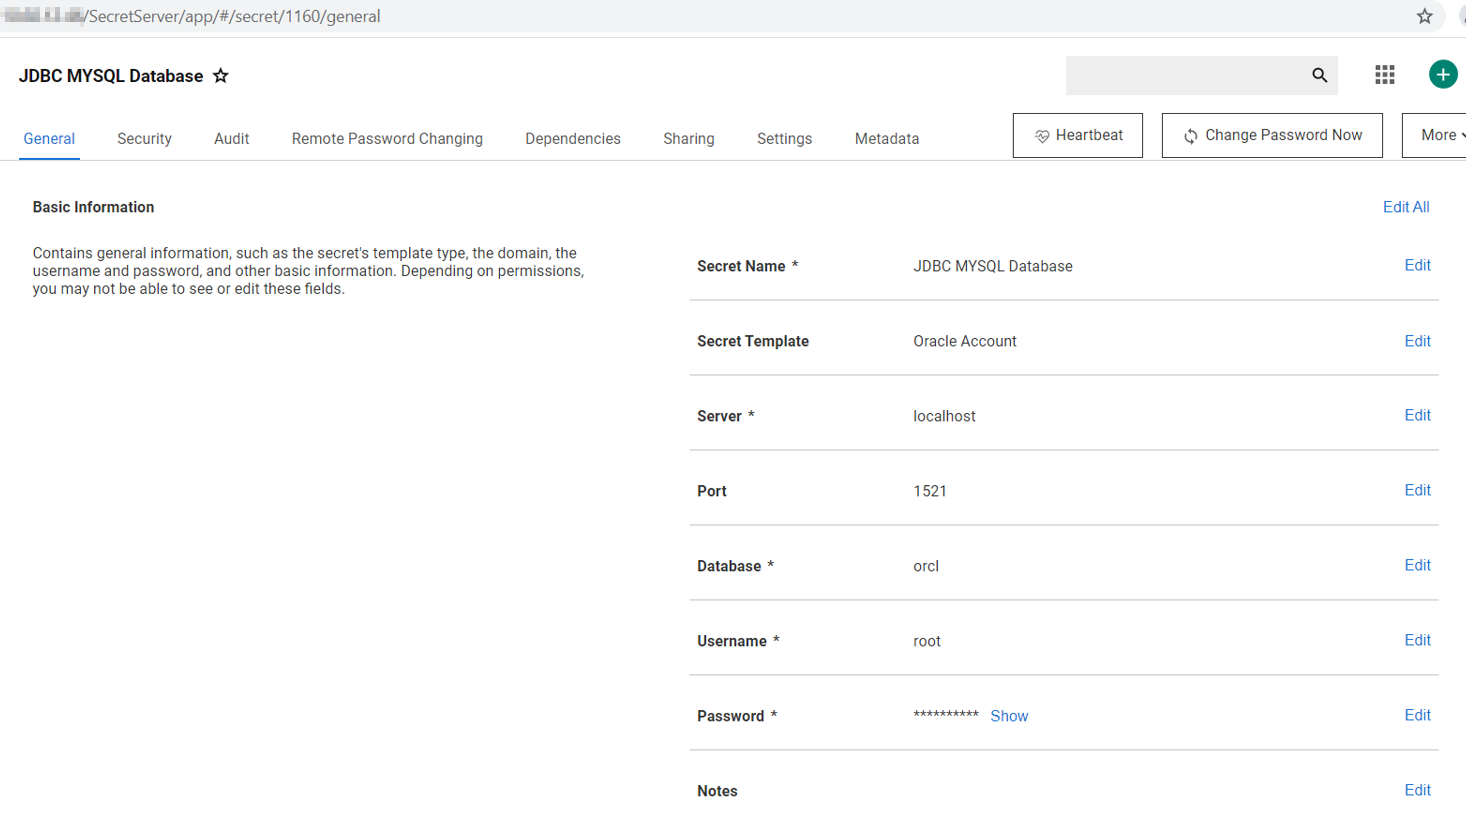 /SecretServer/app/#/secret/1160/general
JDBC MYSQL Database
General Security Audit Remote Password Changing Dependencies Sharing Settings Metadata Heartbeat Change Password Now More
Basic Information
Edit All
Contains general information, such as the secret's template type, the domain, the
username and password, and other basic information. Depending on permissions,
you may not be able to see or edit these fields.
Secret Name * JDBC MYSQL Database Edit
Secret Template Oracle Account Edit
Server * localhost Edit
Port 1521 Edit
Database * orcl Edit
Username * root Edit
Password * ********** Show Edit
Notes Edit